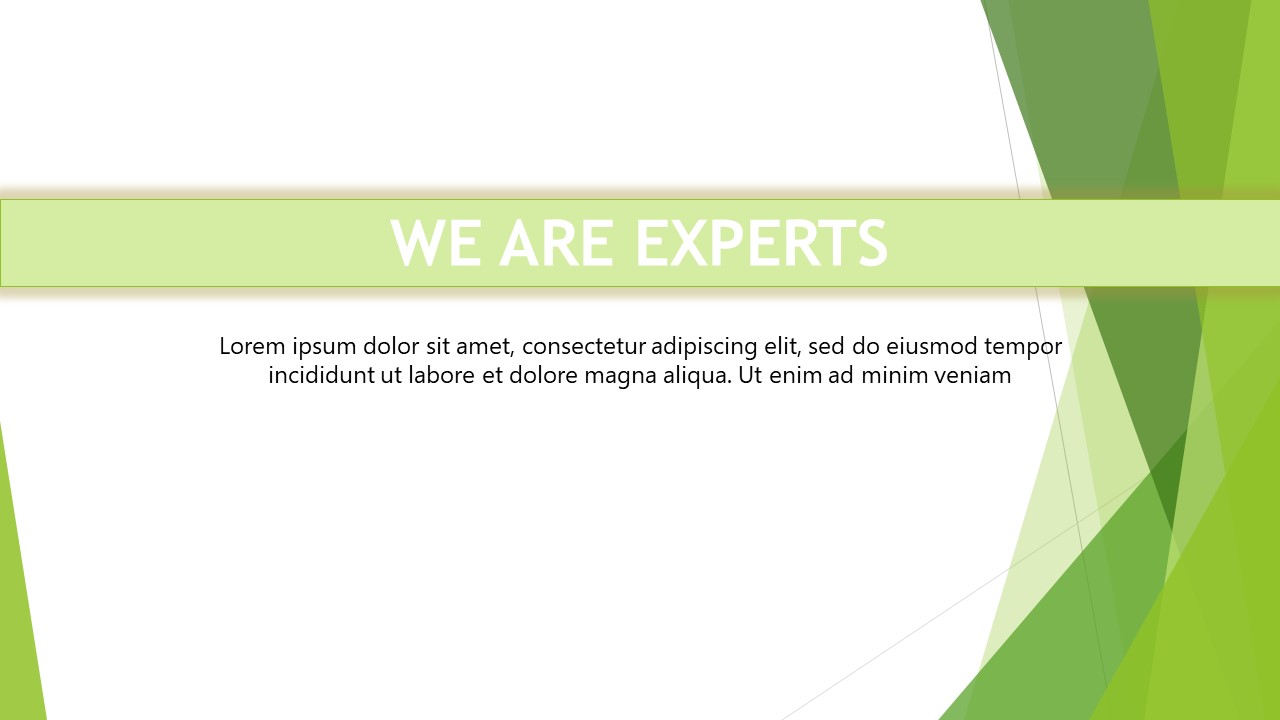 WE ARE EXPERTS
Lorem ipsum dolor sit amet, consectetur adipiscing elit, sed do eiusmod tempor
incididunt ut labore et dolore magna aliqua. Ut enim ad minim veniam